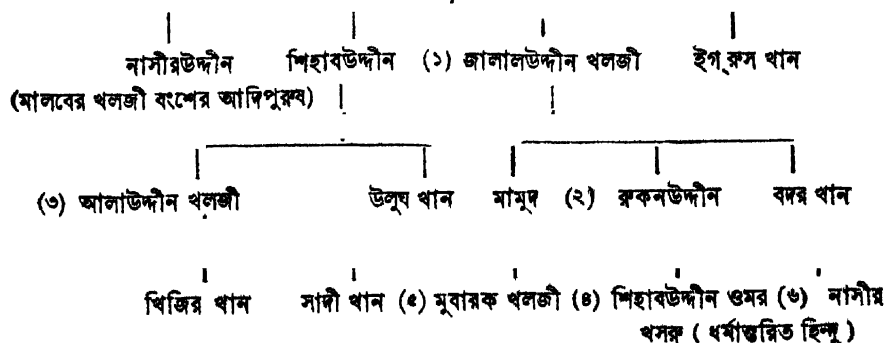 নাসীরউদ্দীন শিহাবউদ্দীন (১) জালালউদ্দীন খলজী ইগ্‌রুস খান
(মালবের খলজী বংশের আদিপুরুষ)
(৩) আলাউদ্দীন খলজী উলুঘ খান মামুদ (২) রুকনউদ্দীন বদর খান
খিজির খান সাদী খান (৫) মুবারক খলজী (৪) শিহাবউদ্দীন ওমর (৬) নাসীর
খসরু ( ধর্মান্তরিত হিন্দু )